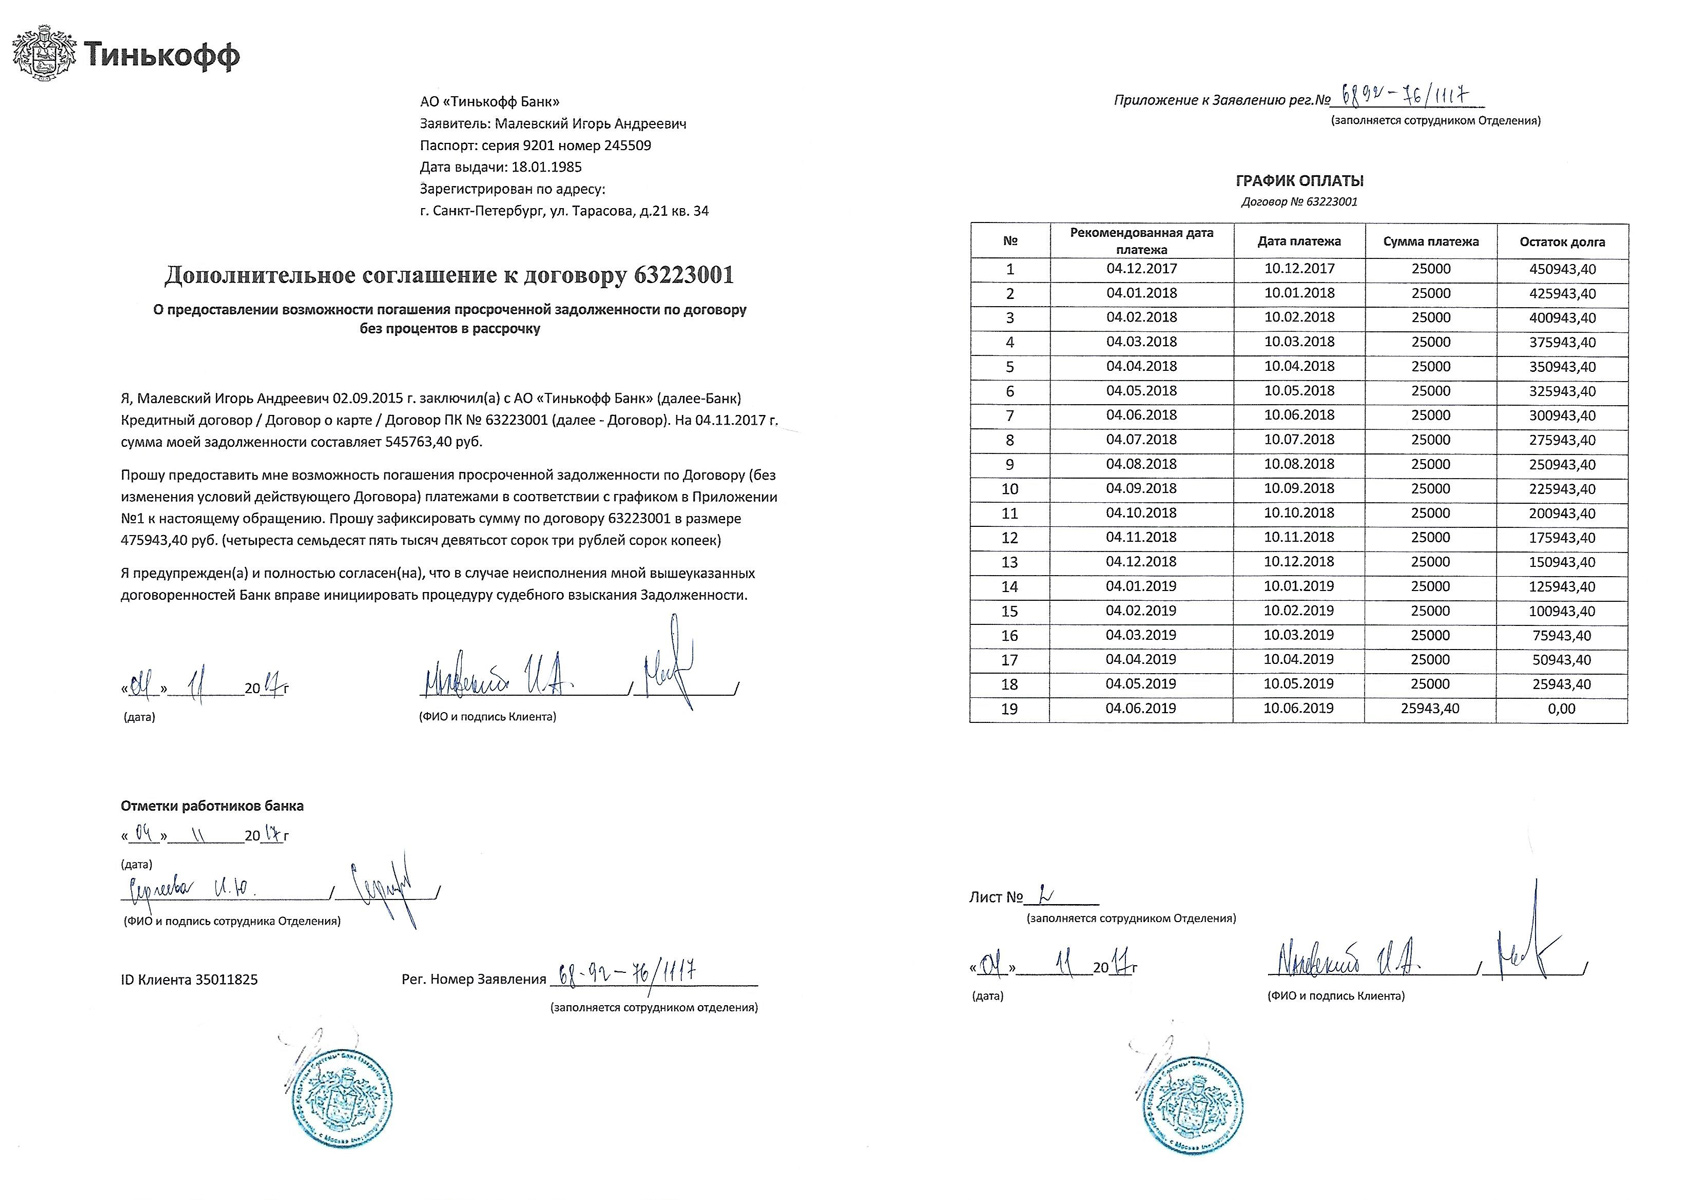 Тинькофф
АО «Тинькофф Банк»
Заявитель: Малевский Игорь Андреевич
Паспорт: серия 9201 номер 245509
Дата выдачи: 18.01.1985
Зарегистрирован по адресу:
г. Санкт-Петербург, ул. Тарасова, д.21 кв. 34
Дополнительное соглашение к договору 63223001
О предоставлении возможности погашения просроченной задолженности по договору
без процентов в рассрочку
Я, Малевский Игорь Андреевич 02.09.2015 г. заключил(а) с АО «Тинькофф Банк» (далее-Банк)
Кредитный договор / Договор о карте / Договор ПК № 63223001 (далее - Договор). На 04.11.2017 г.
сумма моей задолженности составляет 545763,40 руб.
Прошу предоставить мне возможность погашения просроченной задолженности по Договору (без
изменения условий действующего Договора) платежами в соответствии с графиком в Приложении
№1 к настоящему обращению. Прошу зафиксировать сумму по договору 63223001 в размере
475943,40 руб. (четыреста семьдесят пять тысяч девятьсот сорок три рублей сорок копеек)
Я предупрежден(а) и полностью согласен(на), что в случае неисполнения мной вышеуказанных
договоренностей Банк вправе инициировать процедуру судебного взыскания Задолженности.
«04» 11 2017г Малевский И.А. / /
(дата) (ФИО и подпись Клиента)
Отметки работников банка
«04» 11 2017г
(дата)
Сергеева И.Ю. / /
(ФИО и подпись сотрудника Отделения)
ID Клиента 35011825 Рег. Номер Заявления 68-92-76/1117
(заполняется сотрудником отделения)
Приложение к Заявлению рег.№ 6892-76/1117
(заполняется сотрудником Отделения)
ГРАФИК ОПЛАТЫ
Договор № 63223001
№ Рекомендованная дата платежа Дата платежа Сумма платежа Остаток долга
1 04.12.2017 10.12.2017 25000 450943,40
2 04.01.2018 10.01.2018 25000 425943,40
3 04.02.2018 10.02.2018 25000 400943,40
4 04.03.2018 10.03.2018 25000 375943,40
5 04.04.2018 10.04.2018 25000 350943,40
6 04.05.2018 10.05.2018 25000 325943,40
7 04.06.2018 10.06.2018 25000 300943,40
8 04.07.2018 10.07.2018 25000 275943,40
9 04.08.2018 10.08.2018 25000 250943,40
10 04.09.2018 10.09.2018 25000 225943,40
11 04.10.2018 10.10.2018 25000 200943,40
12 04.11.2018 10.11.2018 25000 175943,40
13 04.12.2018 10.12.2018 25000 150943,40
14 04.01.2019 10.01.2019 25000 125943,40
15 04.02.2019 10.02.2019 25000 100943,40
16 04.03.2019 10.03.2019 25000 75943,40
17 04.04.2019 10.04.2019 25000 50943,40
18 04.05.2019 10.05.2019 25000 25943,40
19 04.06.2019 10.06.2019 25943,40 0,00
Лист № 2
(заполняется сотрудником Отделения)
«04» 11 2017г Малевский И.А. / /
(дата) (ФИО и подпись Клиента)